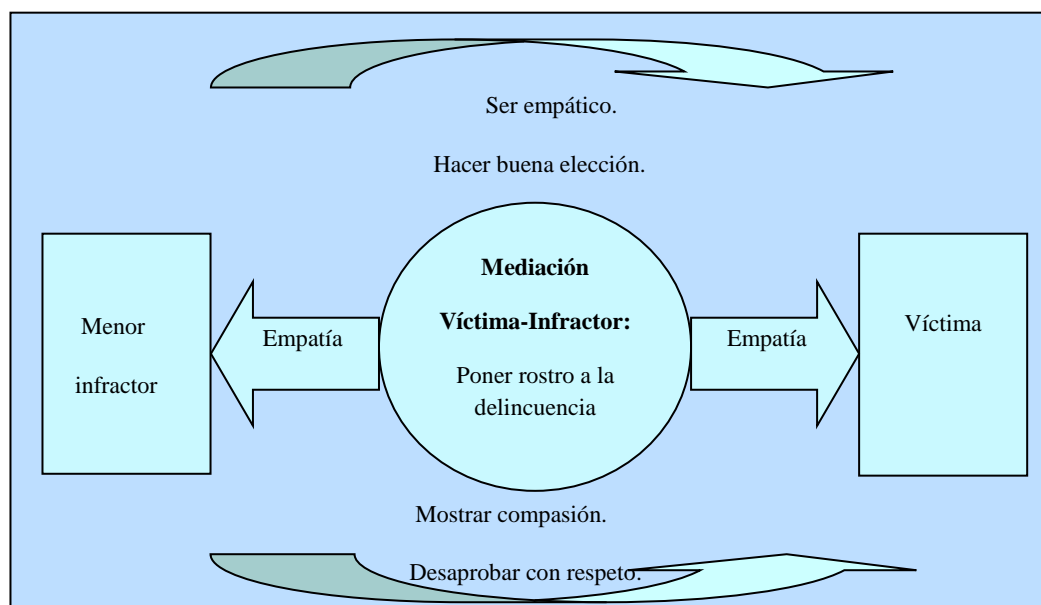 Ser empático.
Hacer buena elección.
Menor
infractor
Empatía
Mediación
Víctima-Infractor:
Poner rostro a la
delincuencia
Empatía
Víctima
Mostrar compasión.
Desaprobar con respeto.